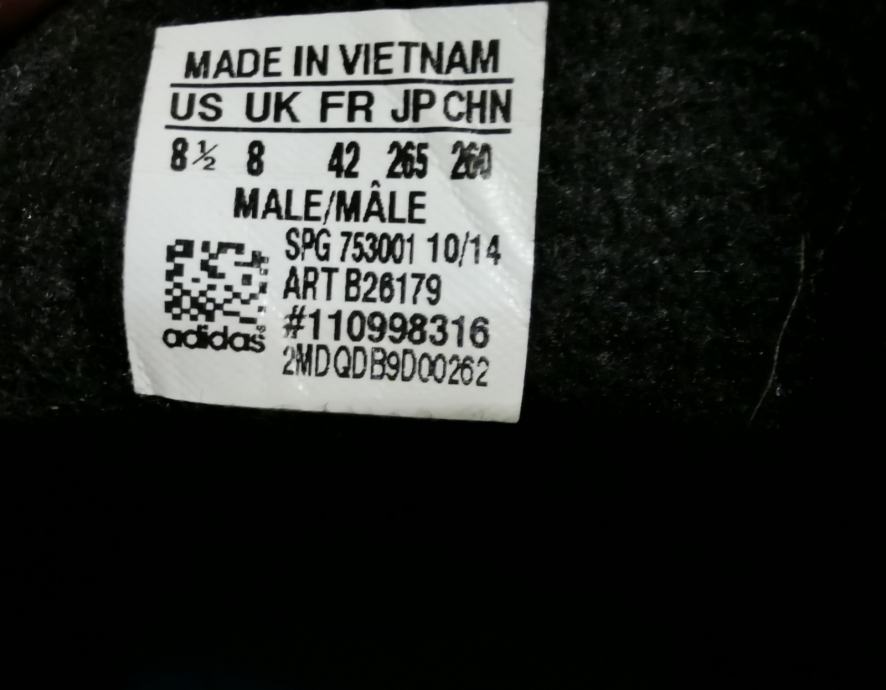 MADE IN VIETNAM
US UK FR JP CHN
8½ 8 42 265 260
MALE/MÂLE
SPG 753001 10/14
ART B26179
#110998316
2MDQDB9D00262
adidas®